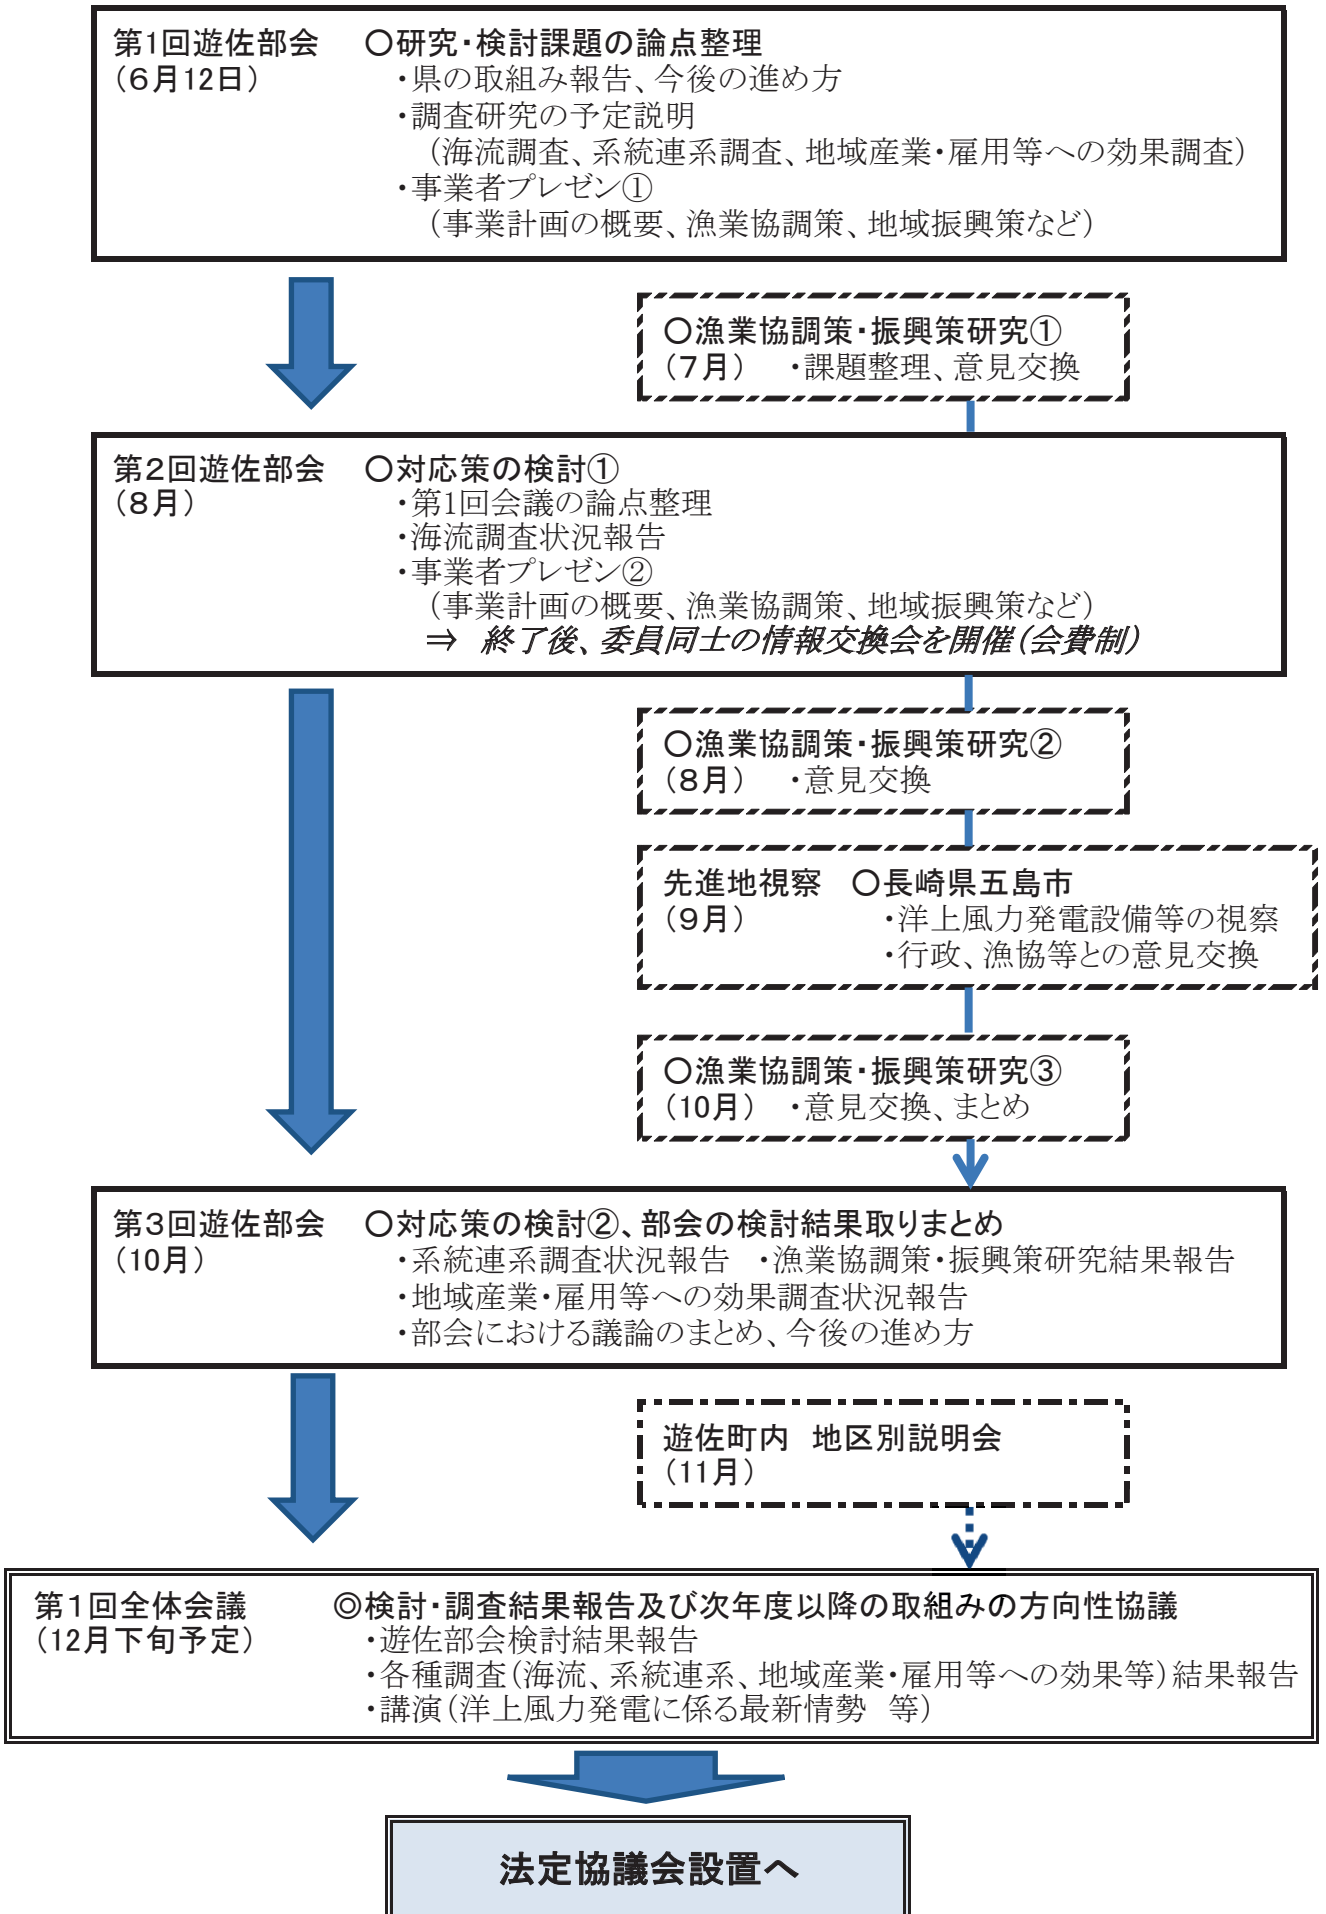 第1回遊佐部会　○研究・検討課題の論点整理
（６月12日）　・県の取組み報告、今後の進め方
・調査研究の予定説明
（海流調査、系統連系調査、地域産業・雇用等への効果調査）
・事業者プレゼン①
（事業計画の概要、漁業協調策、地域振興策など）
○漁業協調策・振興策研究①
（７月）　・課題整理、意見交換
第２回遊佐部会　○対応策の検討①
（８月）　・第1回会議の論点整理
・海流調査状況報告
・事業者プレゼン②
（事業計画の概要、漁業協調策、地域振興策など）
⇒　終了後、委員同士の情報交換会を開催（会費制）
○漁業協調策・振興策研究②
（８月）　・意見交換
先進地視察　○長崎県五島市
（９月）　・洋上風力発電設備等の視察
・行政、漁協等との意見交換
○漁業協調策・振興策研究③
（10月）　・意見交換、まとめ
第３回遊佐部会　○対応策の検討②、部会の検討結果取りまとめ
（10月）　・系統連系調査状況報告　・漁業協調策・振興策研究結果報告
・地域産業・雇用等への効果調査状況報告
・部会における議論のまとめ、今後の進め方
遊佐町内　地区別説明会
（11月）
第１回全体会議　◎検討・調査結果報告及び次年度以降の取組みの方向性協議
（12月下旬予定）　・遊佐部会検討結果報告
・各種調査（海流、系統連系、地域産業・雇用等への効果等）結果報告
・講演（洋上風力発電に係る最新情勢　等）
法定協議会設置へ